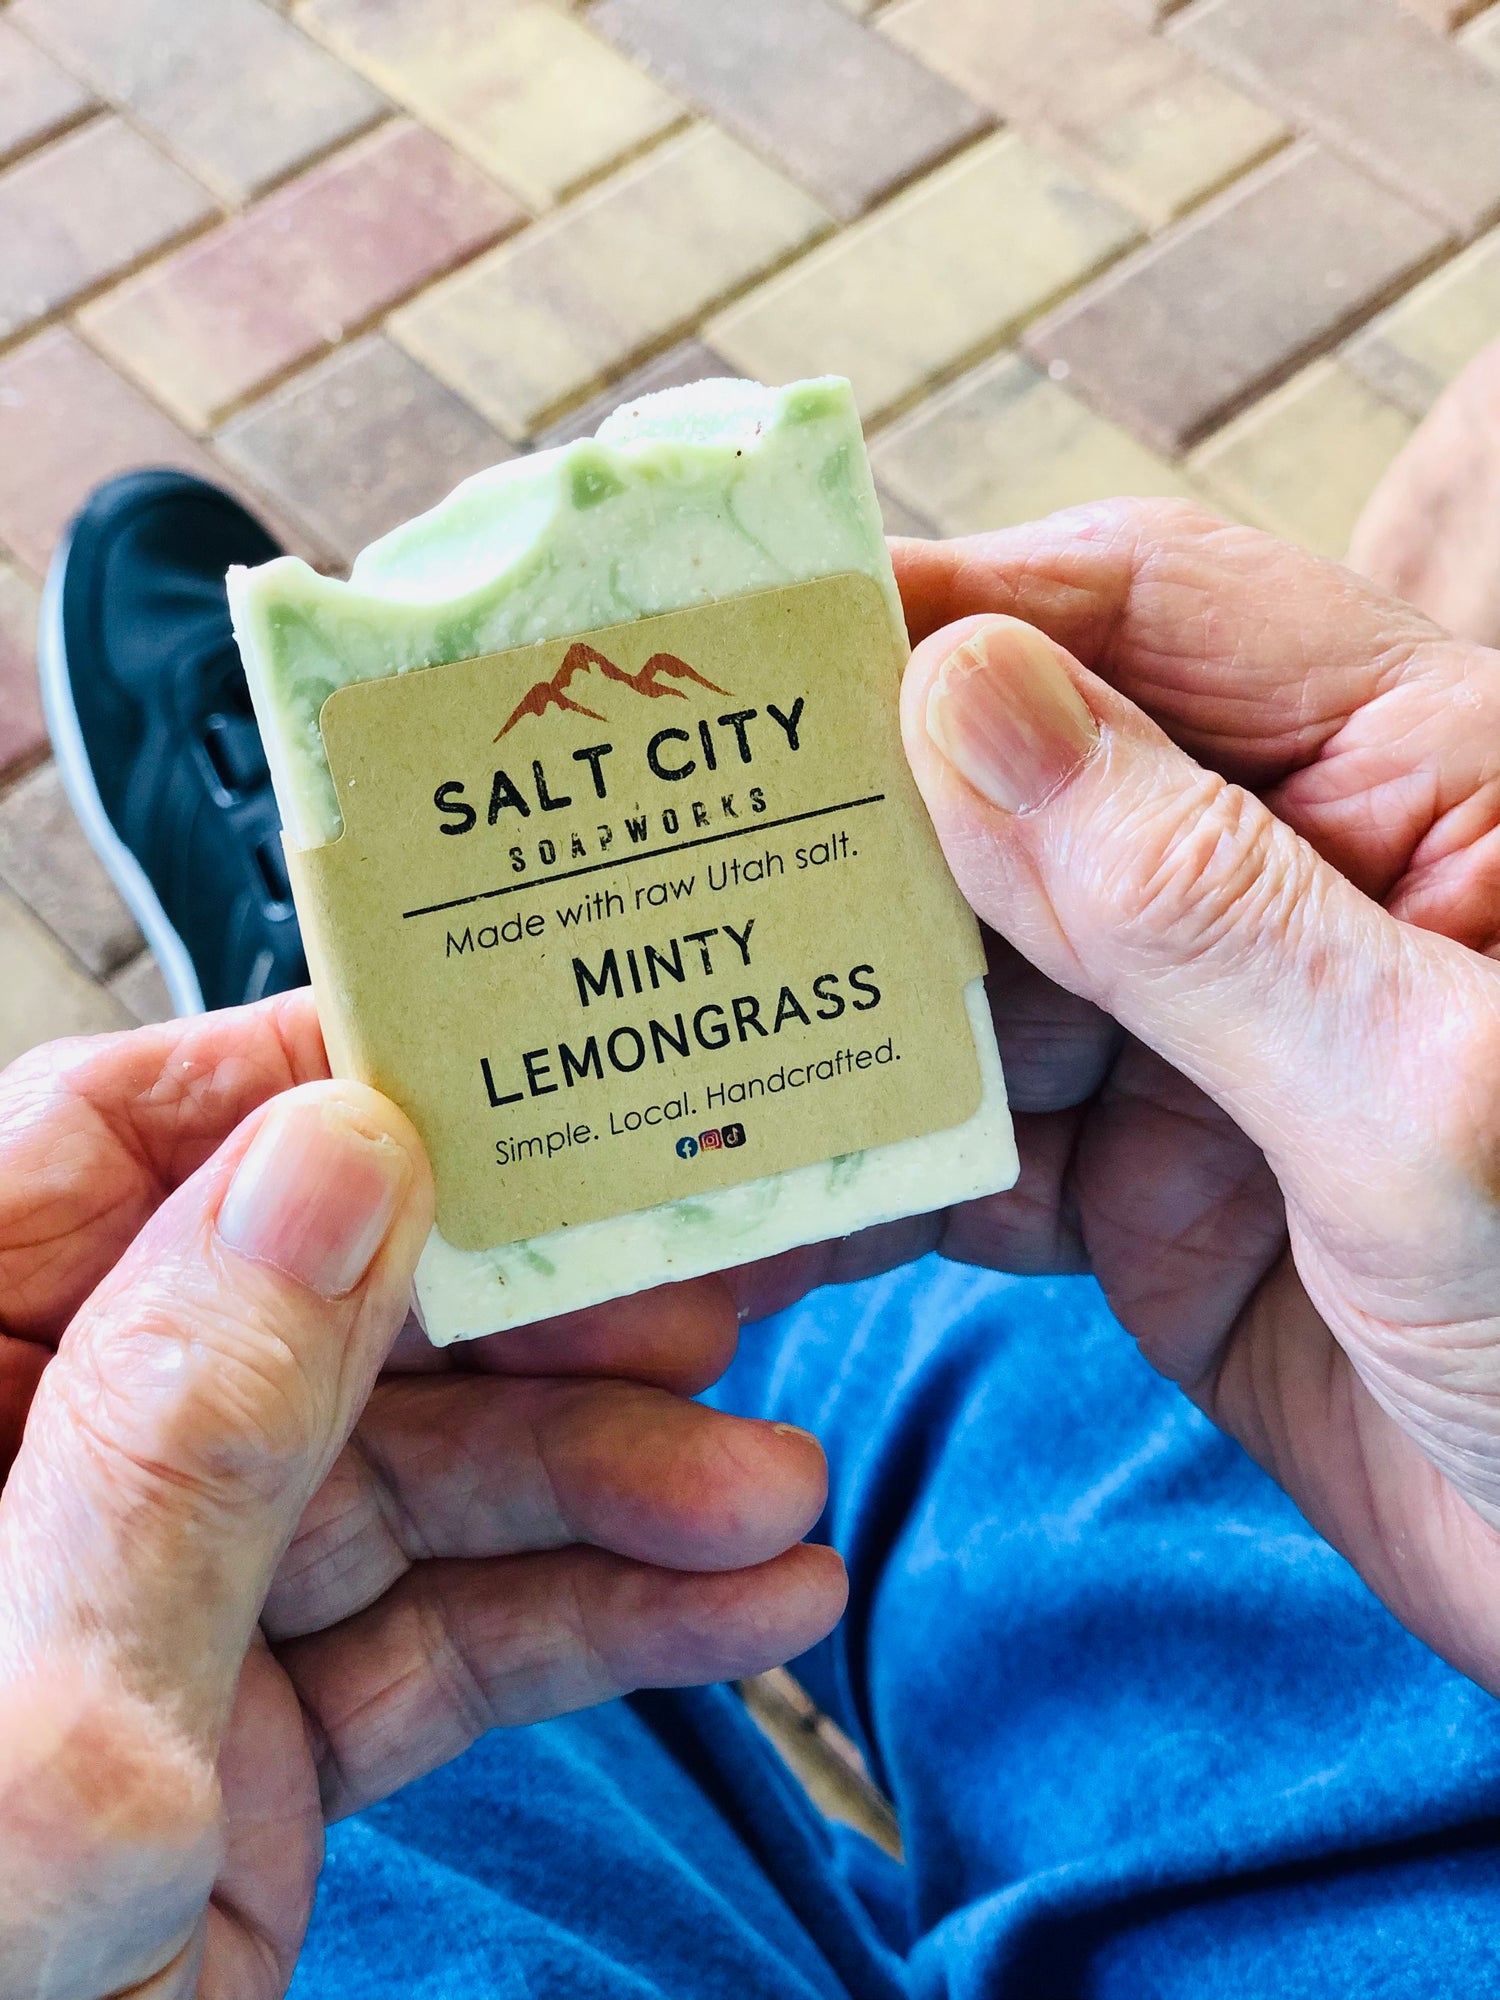 SALT CITY
SOAPWORKS
Made with raw Utah salt.
MINTY
LEMONGRASS
Simple. Local. Handcrafted.